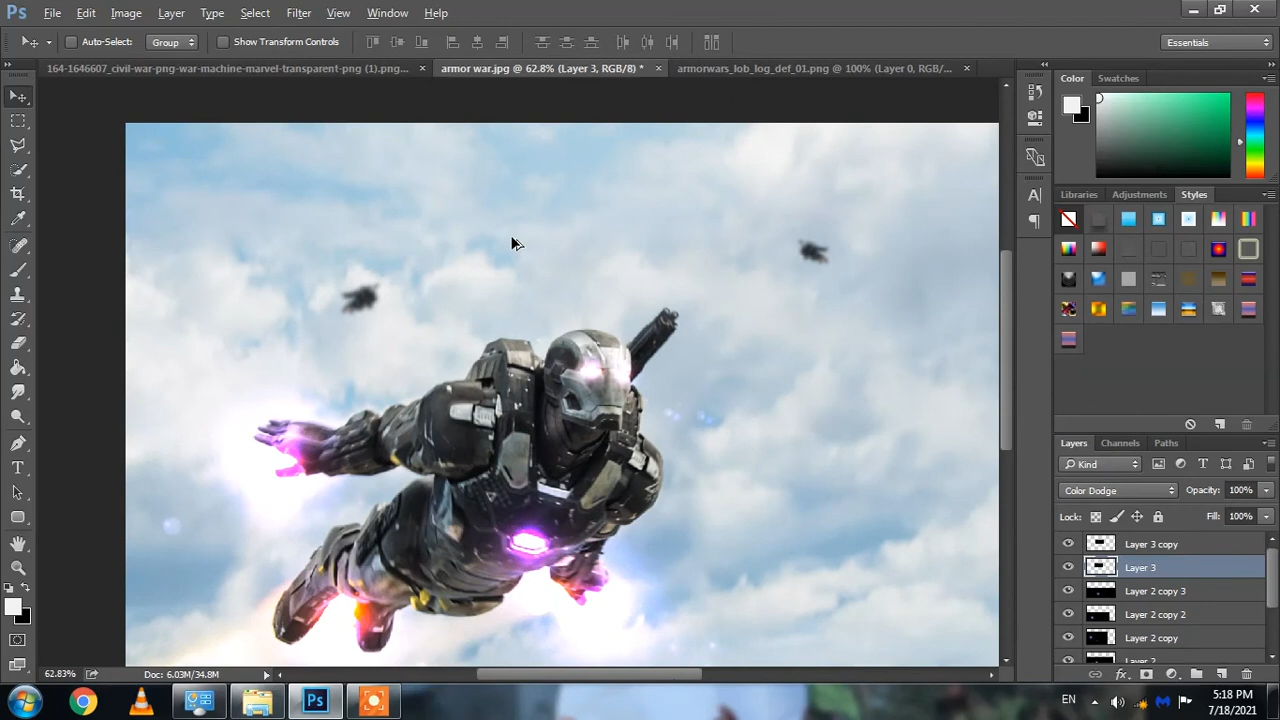 Ps File Edit Image Layer Type Select Filter 3D View Window Help
Auto-Select: Group Show Transform Controls Essentials
164-1646607_civil-war-png-war-machine-marvel-transparent-png (1).png... × armor war.jpg @ 62.8% (Layer 3, RGB/8) * × armorwars_lob_log_def_01.png @ 100% (Layer 0, RGB/... ×
Color Swatches
Libraries Adjustments Styles
Layers Channels Paths
Kind
Color Dodge Opacity: 100%
Lock: Fill: 100%
Layer 3 copy
Layer 3
Layer 2 copy 3
Layer 2 copy 2
Layer 2 copy
Layer 2
62.83% Doc: 6.03M/34.8M
Ps EN 5:18 PM
7/18/2021